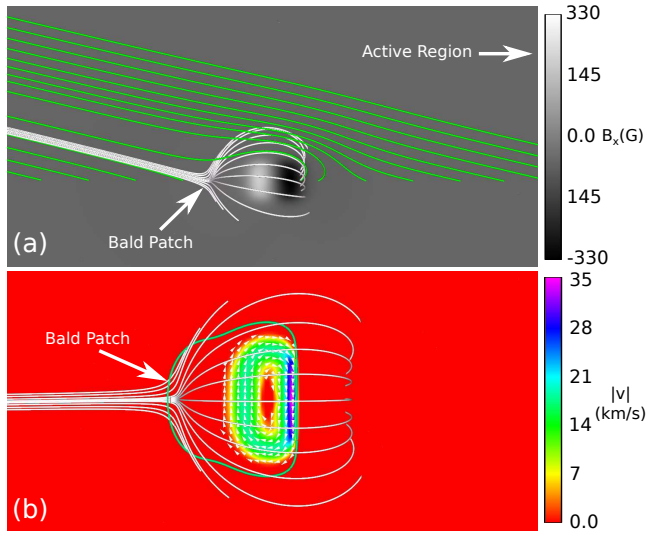 330
Active Region
145
0.0 Bx(G)
145
Bald Patch
(a)
-330
35
28
Bald Patch
21
|v|
(km/s)
14
7
(b)
0.0